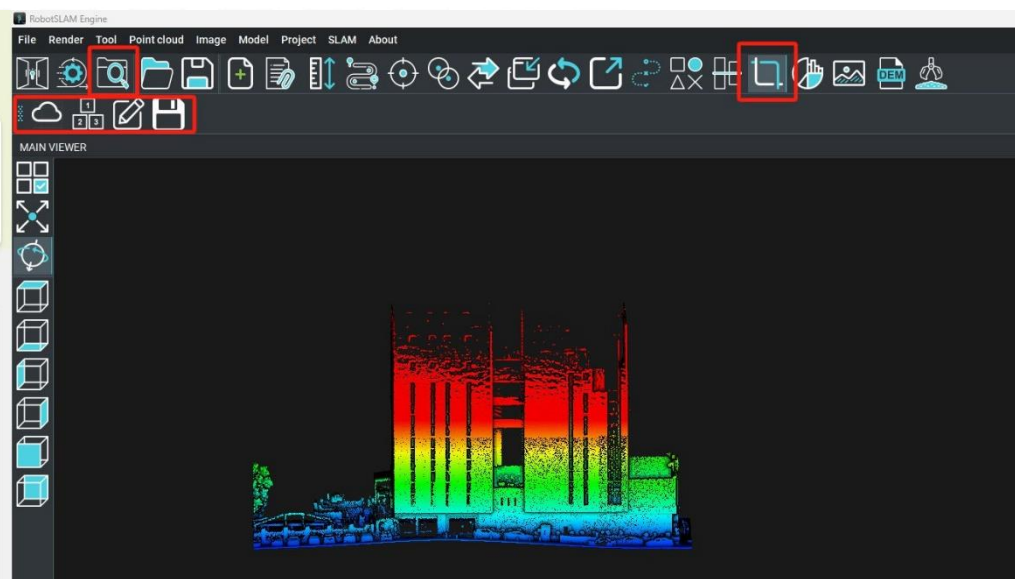 RobotSLAM Engine
File Render Tool Point cloud Image Model Project SLAM About
DEM
1
2 3
MAIN VIEWER